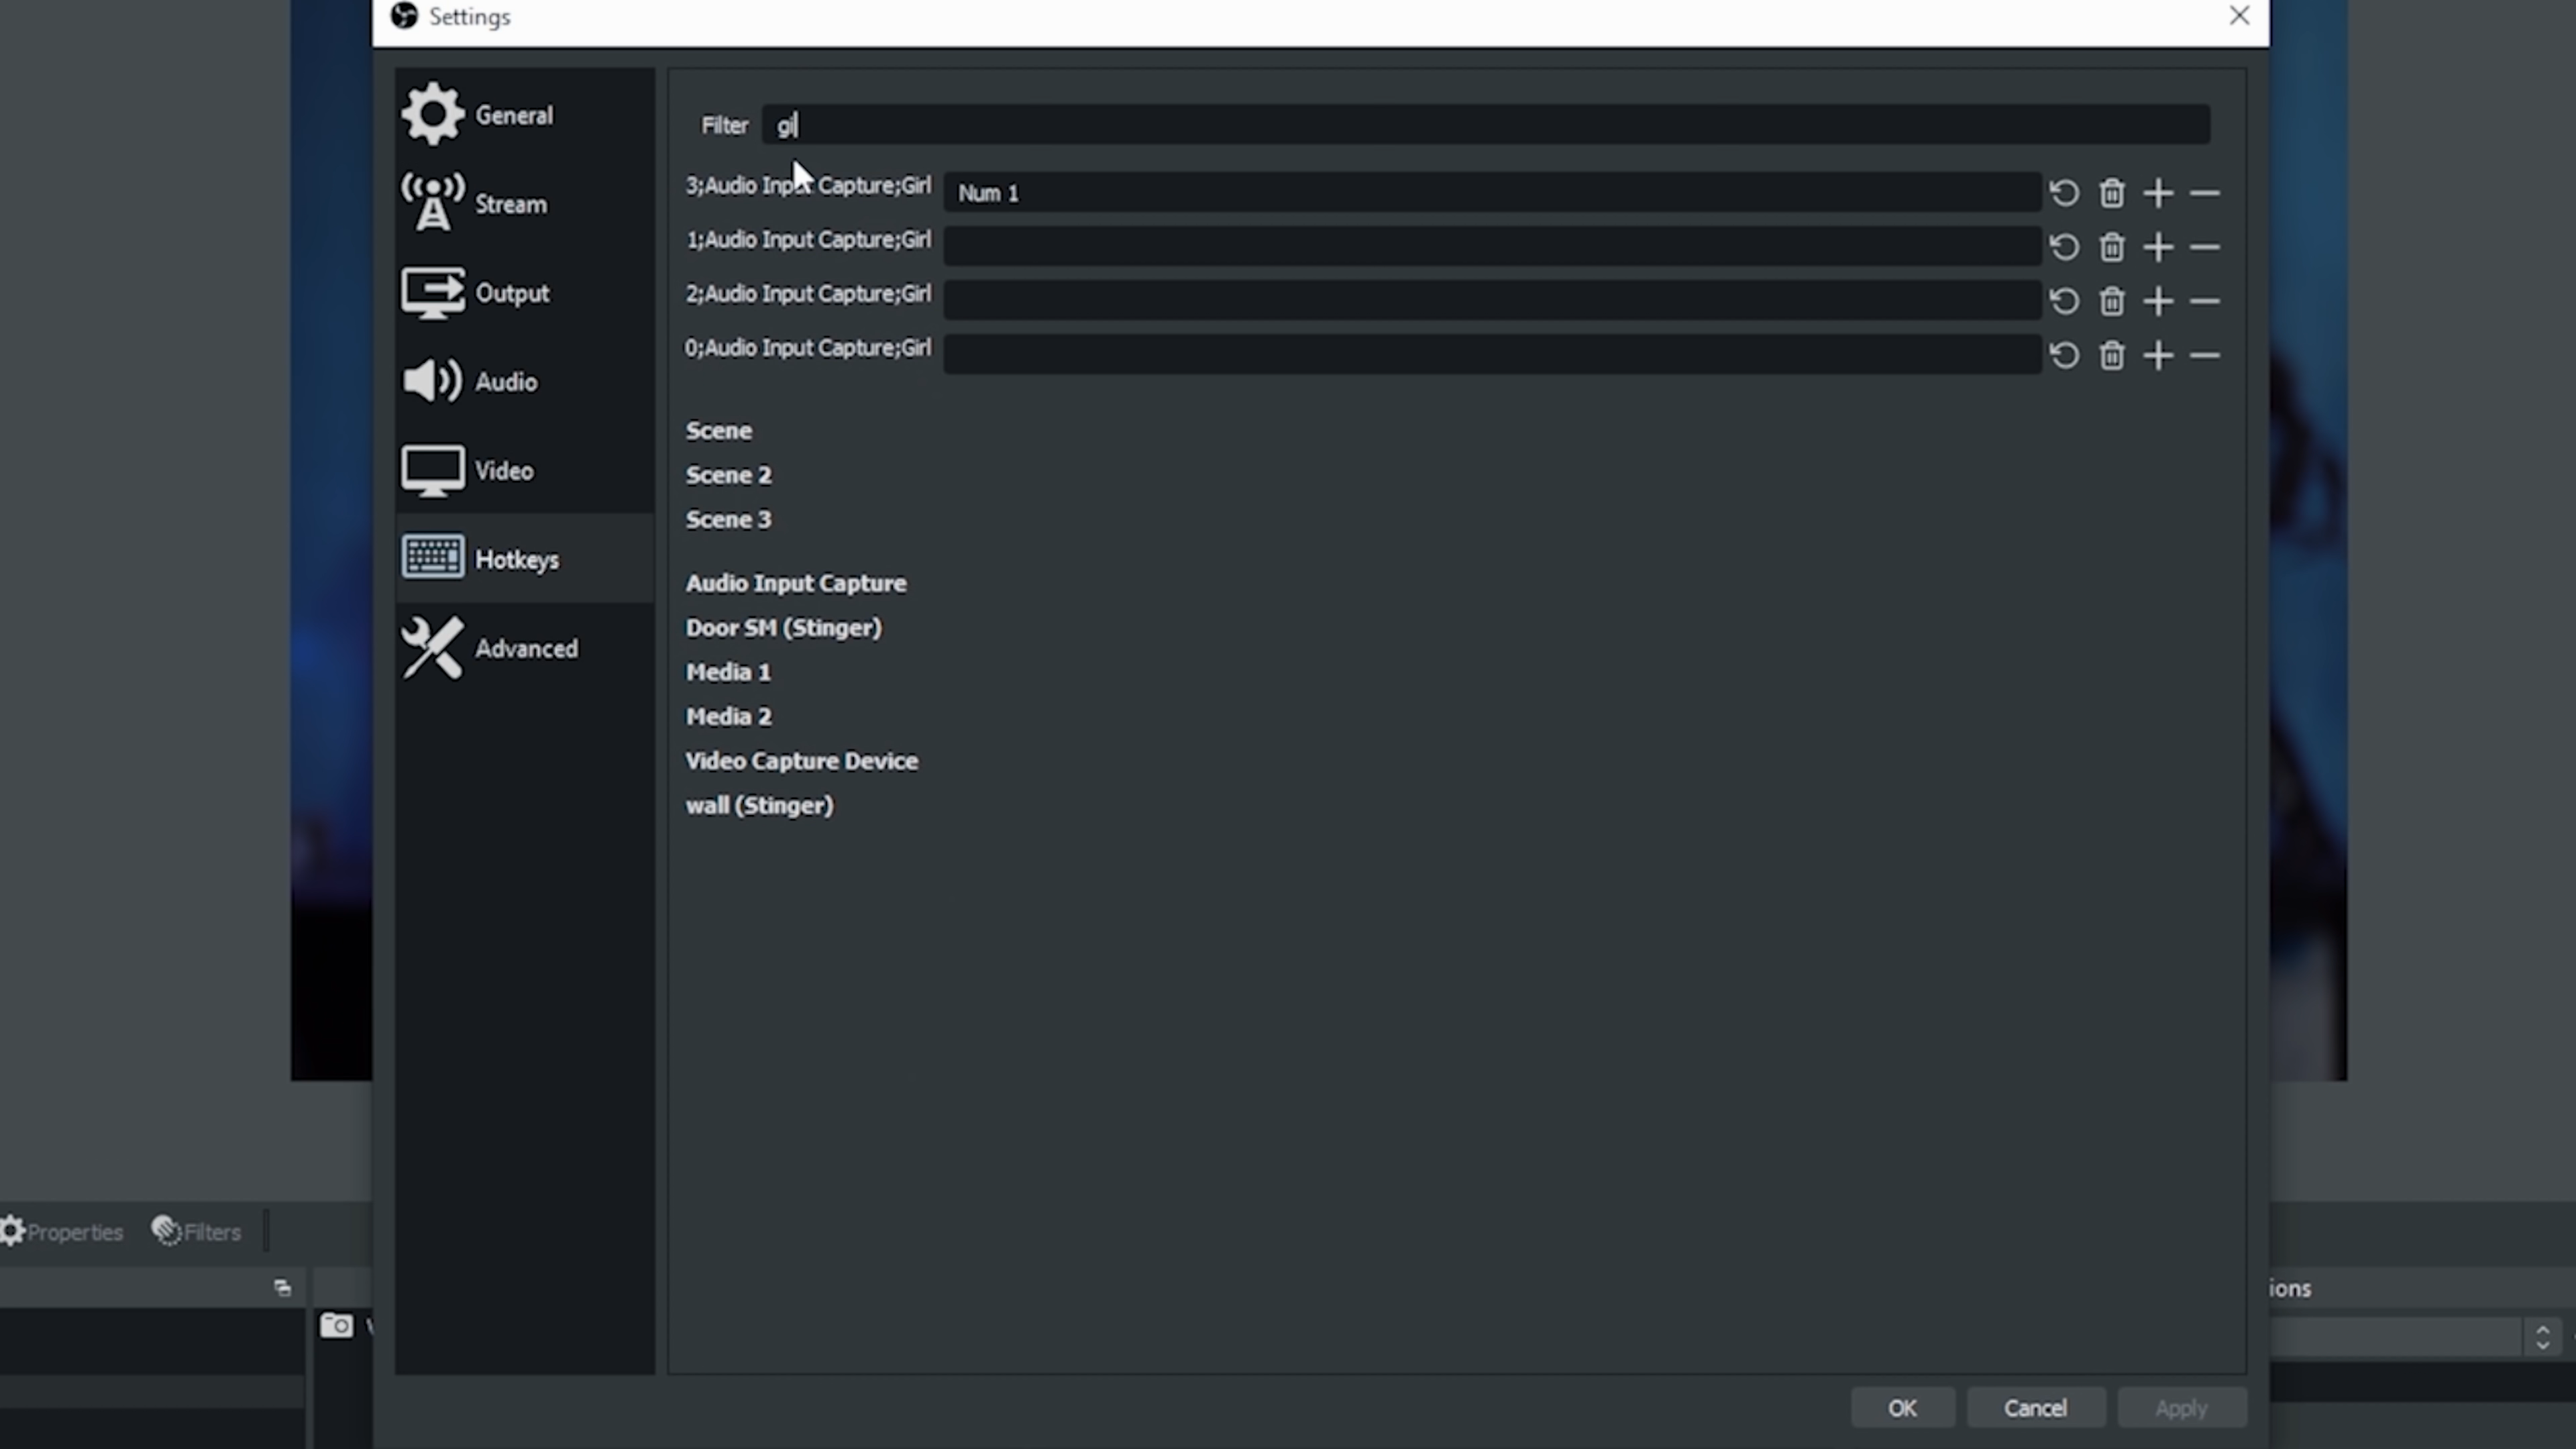 Settings
General
Stream
Output
Audio
Video
Hotkeys
Advanced
Filter gi
3;Audio Input Capture;Girl Num 1
1;Audio Input Capture;Girl
2;Audio Input Capture;Girl
0;Audio Input Capture;Girl
Scene
Scene 2
Scene 3
Audio Input Capture
Door SM (Stinger)
Media 1
Media 2
Video Capture Device
wall (Stinger)
Properties Filters
ions
OK Cancel Apply